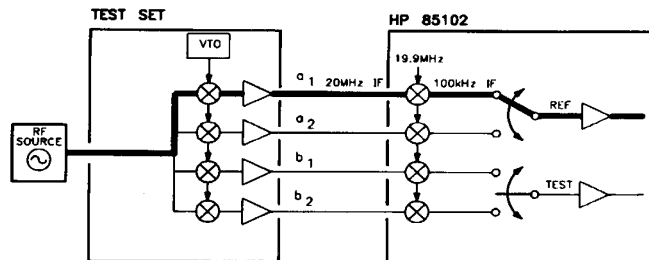 TEST SET
HP 85102
VTO
19.9MHz
a1 20MHz IF
100kHz IF
REF
RF
SOURCE
a2
b1
TEST
b2